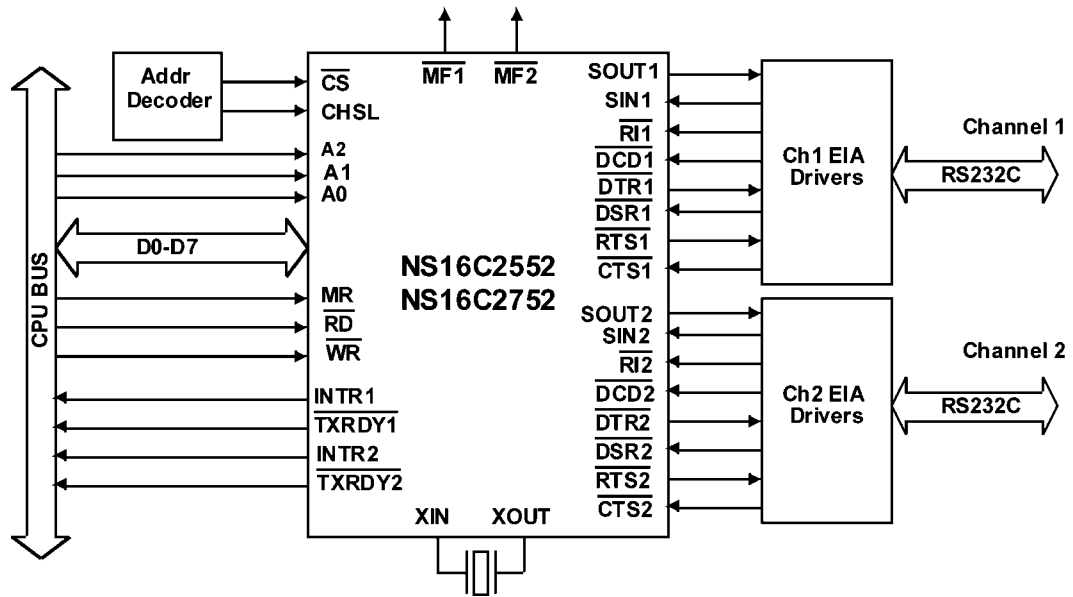 Addr
Decoder
CPU BUS
CS
CHSL
A2
A1
A0
D0-D7
MR
RD
WR
INTR1
TXRDY1
INTR2
TXRDY2
MF1 MF2
NS16C2552
NS16C2752
XIN XOUT
SOUT1
SIN1
RI1
DCD1
DTR1
DSR1
RTS1
CTS1
SOUT2
SIN2
RI2
DCD2
DTR2
DSR2
RTS2
CTS2
Ch1 EIA
Drivers
Channel 1
RS232C
Ch2 EIA
Drivers
Channel 2
RS232C